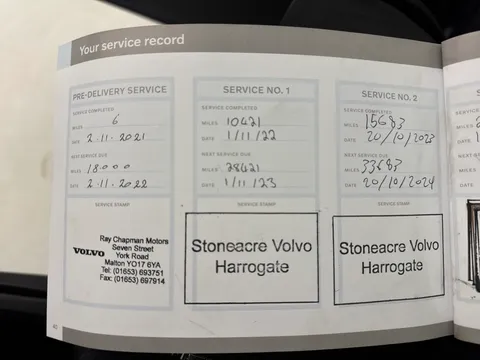 Your service record
PRE-DELIVERY SERVICE
SERVICE COMPLETED
MILES 6
DATE 2.11.2021
NEXT SERVICE DUE
MILES 18000
DATE 2.11.2022
SERVICE STAMP
Ray Chapman Motors
Seven Street
VOLVO York Road
Malton YO17 6YA
Tel: (01653) 693751
Fax: (01653) 697914
SERVICE NO. 1
SERVICE COMPLETED
MILES 10421
DATE 1/11/22
NEXT SERVICE DUE
MILES 28421
DATE 1/11/23
SERVICE STAMP
Stoneacre Volvo
Harrogate
SERVICE NO. 2
SERVICE COMPLETED
MILES 15683
DATE 20/10/2023
NEXT SERVICE DUE
MILES 33683
DATE 20/10/2024
SERVICE STAMP
Stoneacre Volvo
Harrogate
40